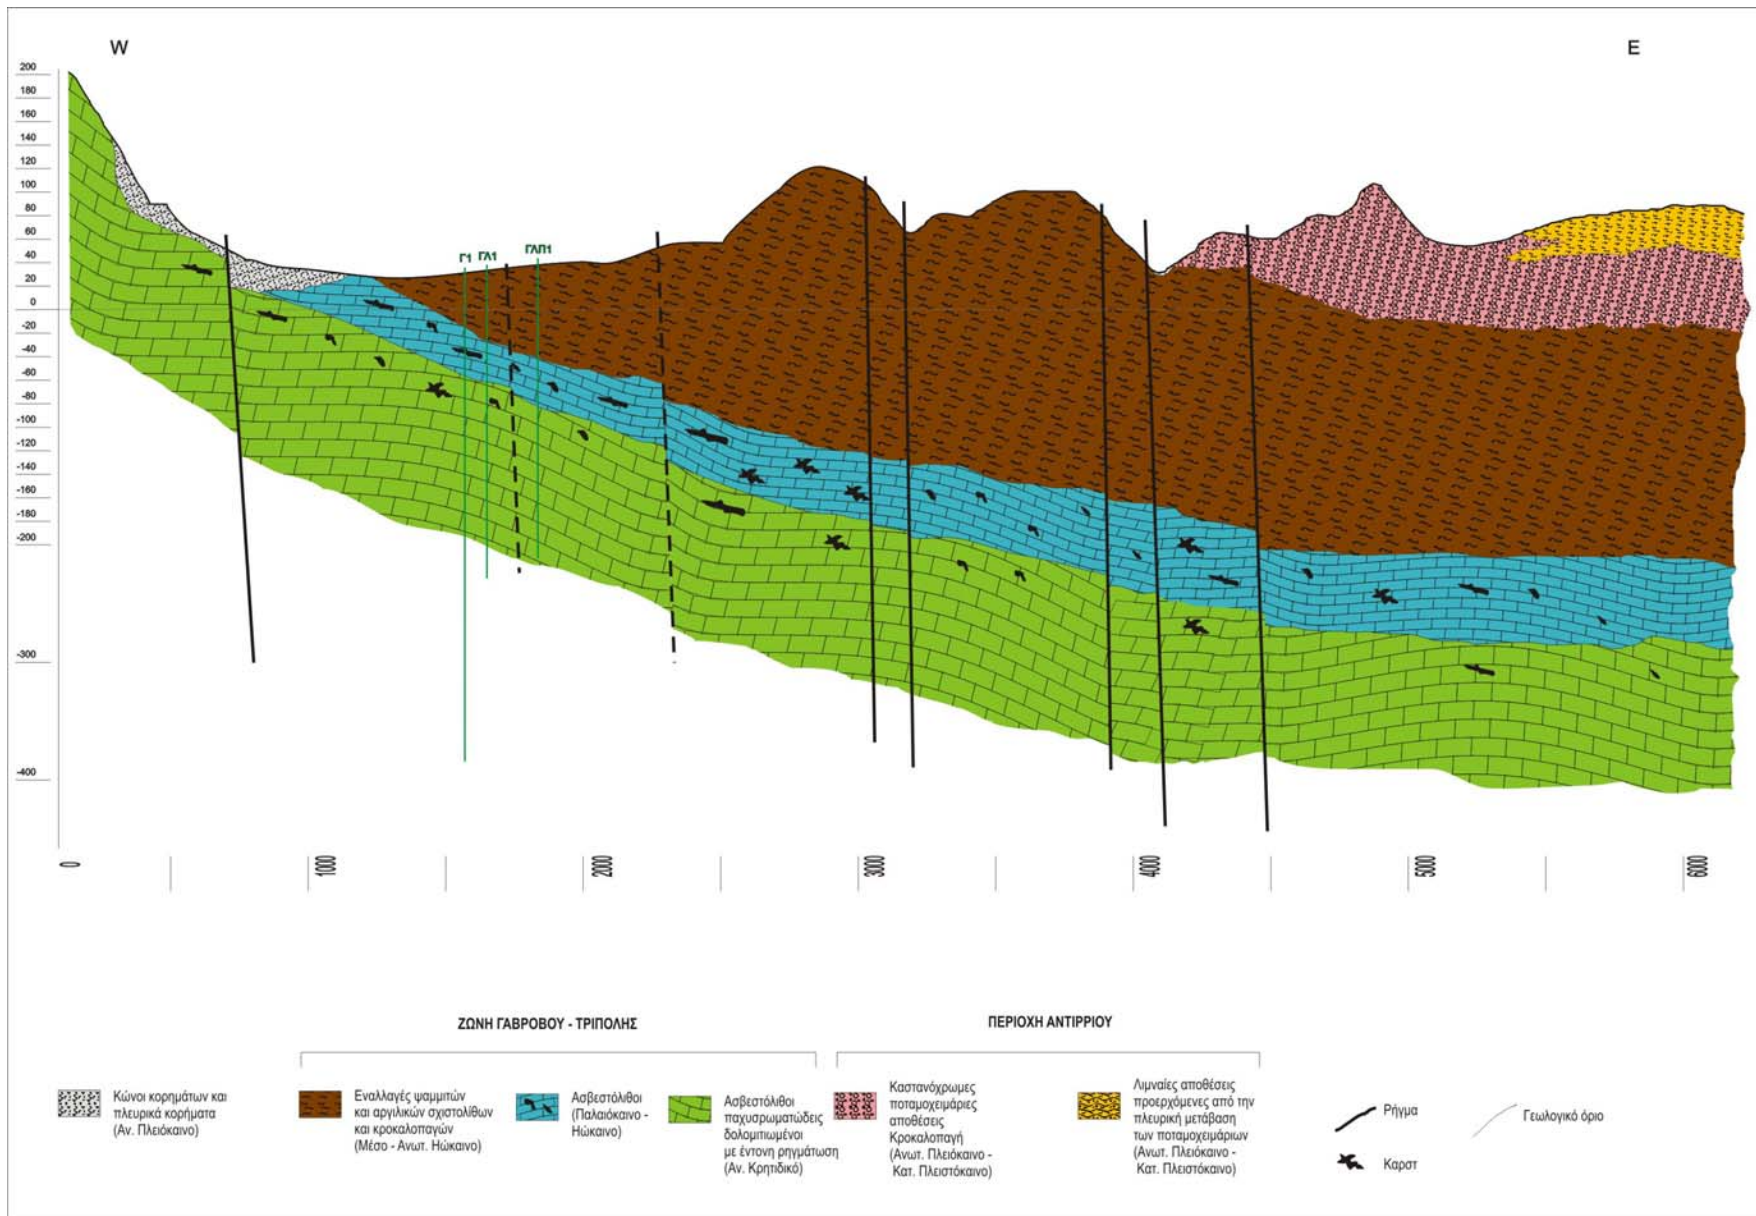 W
E
200
180
160
140
120
100
80
60
40
20
0
-20
-40
-60
-80
-100
-120
-140
-160
-180
-200
-300
-400
Γ1
ΓΛ1
ΓΛΠ1
0
1000
2000
3000
4000
5000
6000
ΖΩΝΗ ΓΑΒΡΟΒΟΥ - ΤΡΙΠΟΛΗΣ
ΠΕΡΙΟΧΗ ΑΝΤΙΡΡΙΟΥ
Κώνοι κορημάτων και
πλευρικά κορήματα
(Αν. Πλειόκαινο)
Εναλλαγές ψαμμιτών
και αργιλικών σχιστολίθων
και κροκαλοπαγών
(Μέσο - Ανωτ. Ηώκαινο)
Ασβεστόλιθοι
(Παλαιόκαινο -
Ηώκαινο)
Ασβεστόλιθοι
παχυσρωματώδεις
δολομιτιωμένοι
με έντονη ρηγμάτωση
(Αν. Κρητιδικό)
Καστανόχρωμες
ποταμοχειμάριες
αποθέσεις
Κροκαλοπαγή
(Ανωτ. Πλειόκαινο -
Κατ. Πλειστόκαινο)
Λιμναίες αποθέσεις
προερχόμενες από την
πλευρική μετάβαση
των ποταμοχειμάριων
(Ανωτ. Πλειόκαινο -
Κατ. Πλειστόκαινο)
Ρήγμα
Καρστ
Γεωλογικό όριο